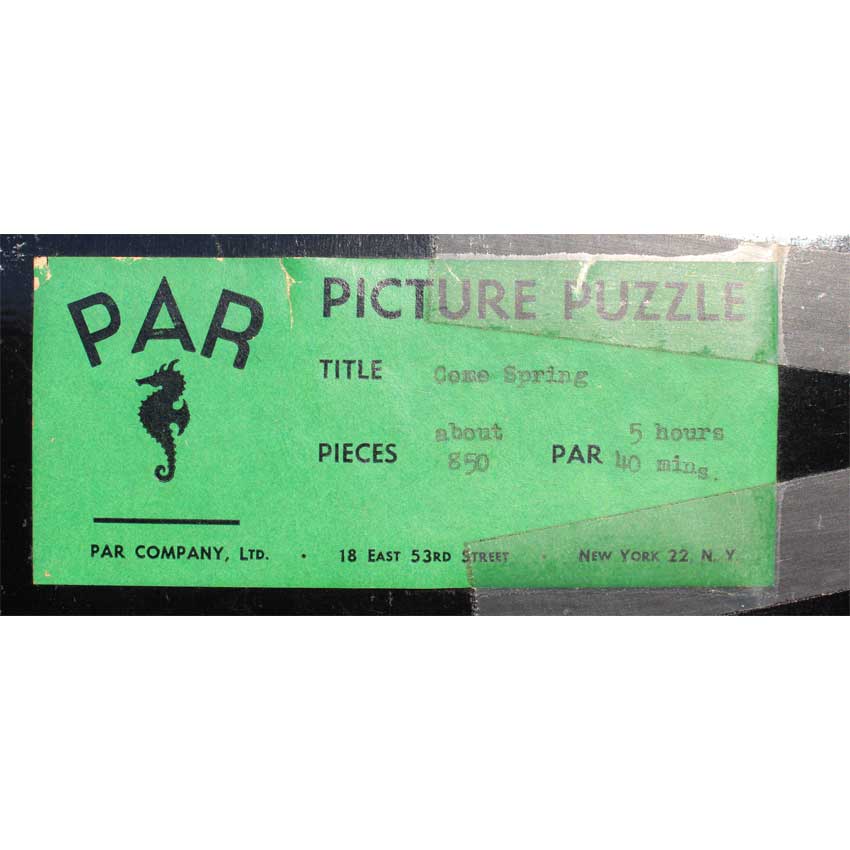 PAR
PICTURE PUZZLE
TITLE Come Spring
PIECES about 850 PAR 5 hours 40 mins.
PAR COMPANY, LTD. · 18 EAST 53RD STREET · NEW YORK 22, N. Y.